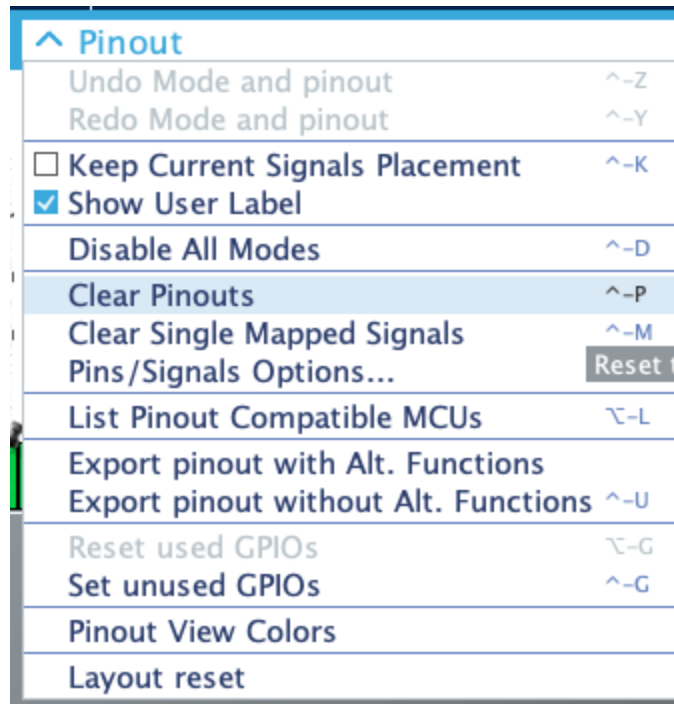 Pinout
Undo Mode and pinout ^-Z
Redo Mode and pinout ^-Y
Keep Current Signals Placement ^-K
Show User Label
Disable All Modes ^-D
Clear Pinouts ^-P
Clear Single Mapped Signals ^-M
Pins/Signals Options...
Reset
List Pinout Compatible MCUs ⌥-L
Export pinout with Alt. Functions
Export pinout without Alt. Functions ^-U
Reset used GPIOs ⌥-G
Set unused GPIOs ^-G
Pinout View Colors
Layout reset